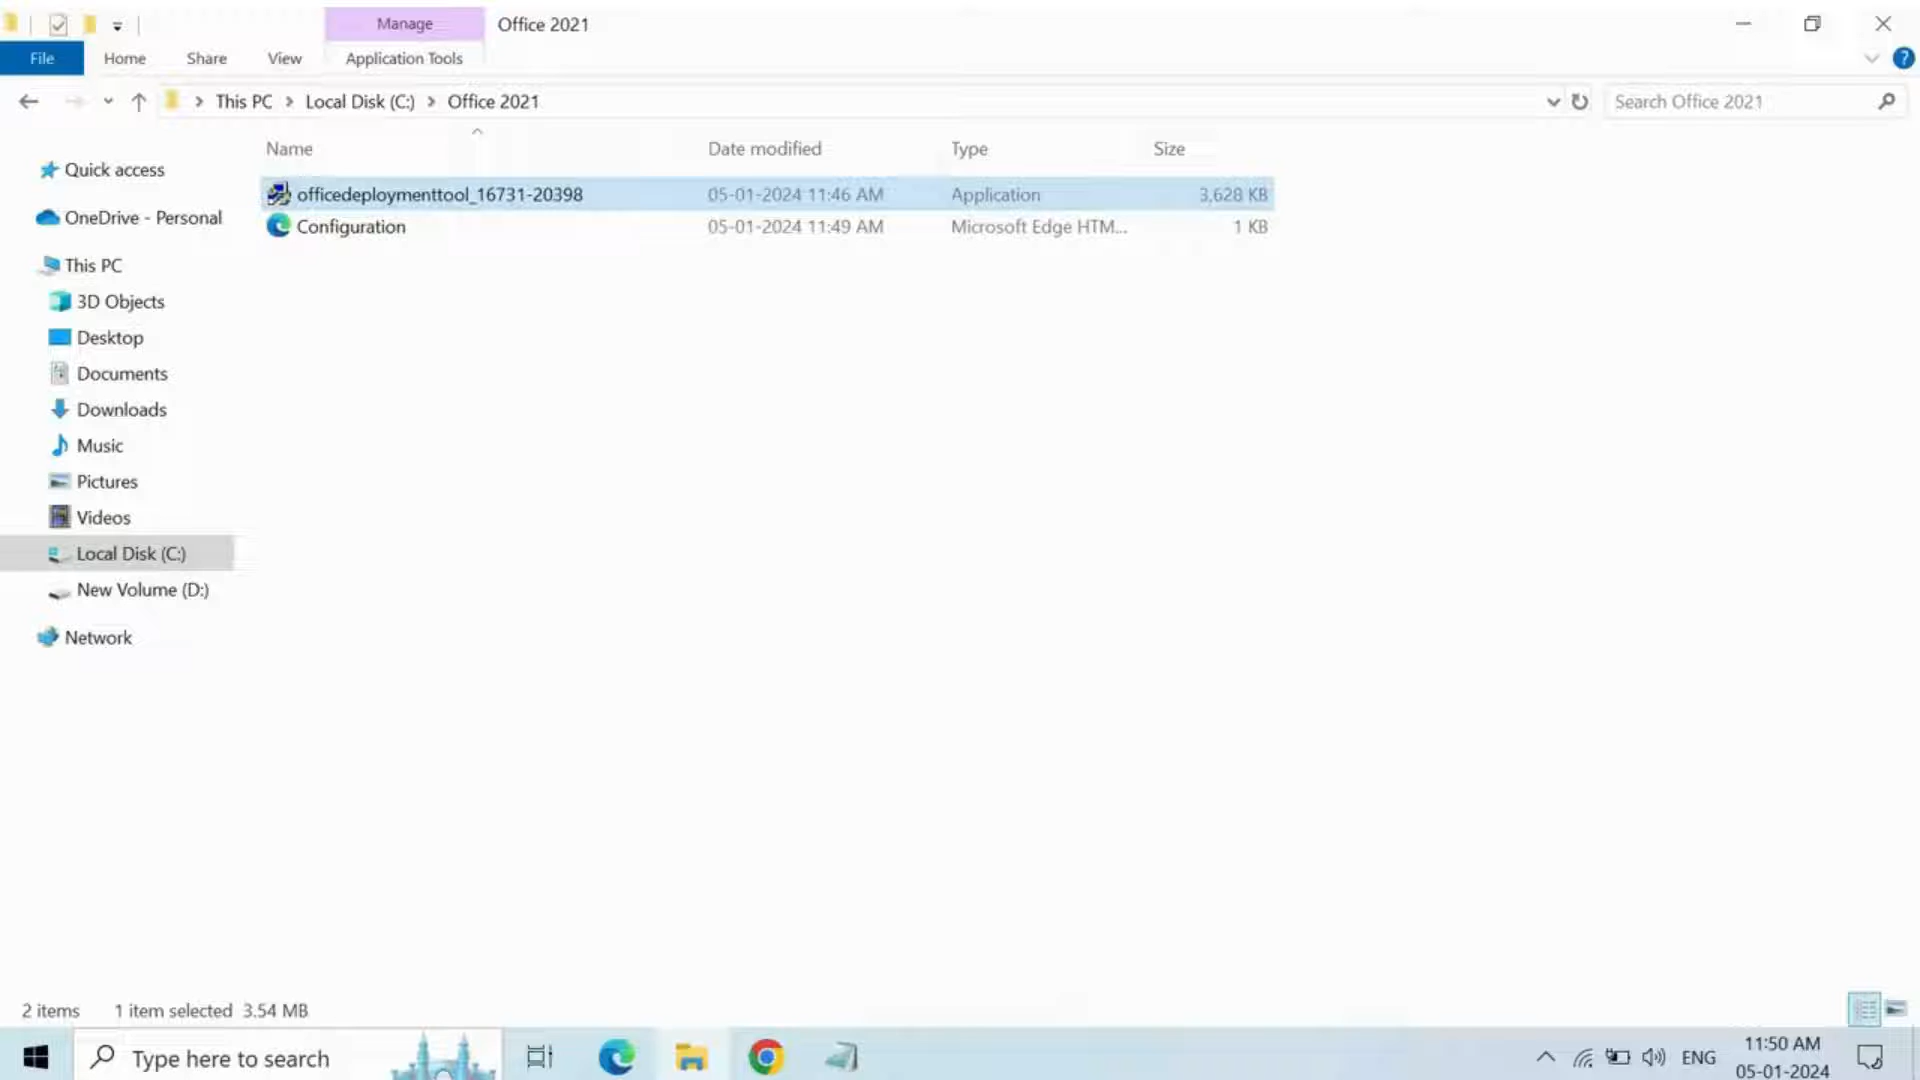 Manage
Office 2021
File
Home
Share
View
Application Tools
?
This PC
Local Disk (C:)
Office 2021
Search Office 2021
Name
Date modified
Type
Size
Quick access
OneDrive - Personal
This PC
3D Objects
Desktop
Documents
Downloads
Music
Pictures
Videos
Local Disk (C:)
New Volume (D:)
Network
officedeploymenttool_16731-20398 05-01-2024 11:46 AM Application 3,628 KB
Configuration 05-01-2024 11:49 AM Microsoft Edge HTM... 1 KB
2 items 1 item selected 3.54 MB
Type here to search
ENG
11:50 AM
05-01-2024